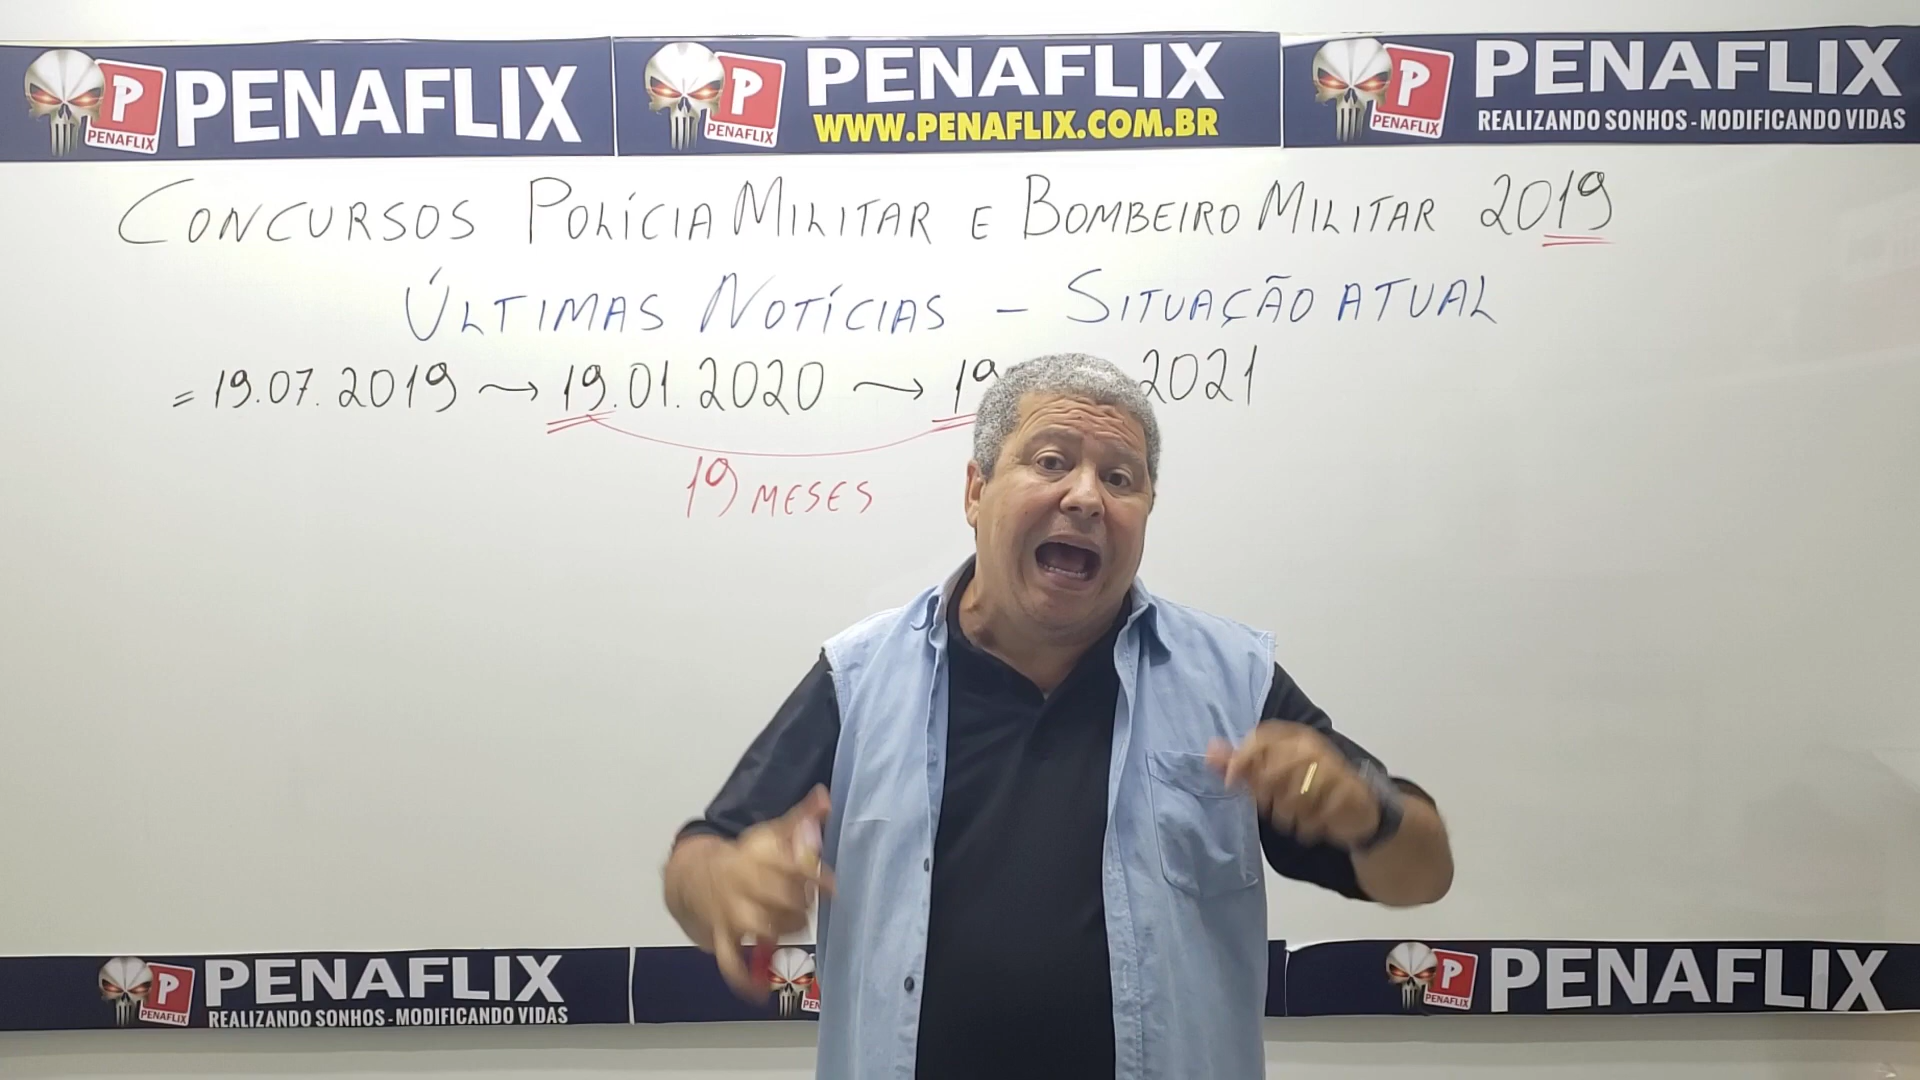 P PENAFLIX PENAFLIX
P PENAFLIX PENAFLIX
WWW.PENAFLIX.COM.BR
P PENAFLIX PENAFLIX
REALIZANDO SONHOS - MODIFICANDO VIDAS
CONCURSOS POLÍCIA MILITAR E BOMBEIRO MILITAR 2019
ÚLTIMAS NOTÍCIAS - SITUAÇÃO ATUAL
= 19.07.2019 → 19.01.2020 → 19 2021
19 MESES
P PENAFLIX PENAFLIX
REALIZANDO SONHOS - MODIFICANDO VIDAS
P PENAFLIX PENAFLIX